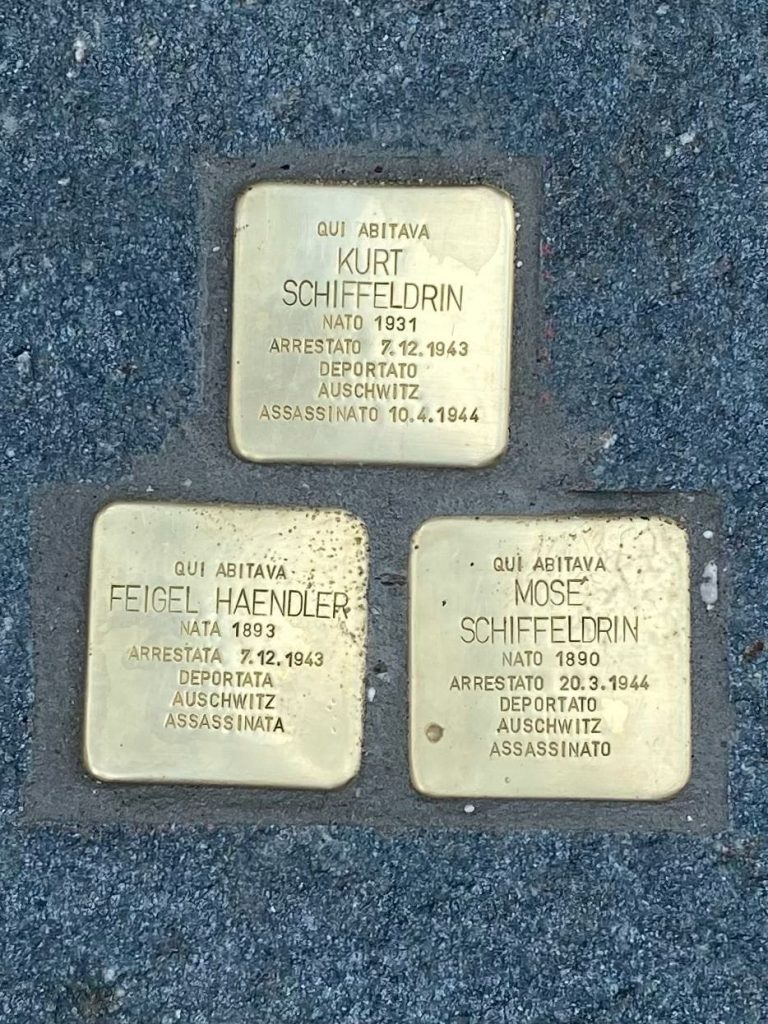 QUI ABITAVA
KURT
SCHIFFELDRIN
NATO 1931
ARRESTATO 7.12.1943
DEPORTATO
AUSCHWITZ
ASSASSINATO 10.4.1944
QUI ABITAVA
FEIGEL HAENDLER
NATA 1893
ARRESTATA 7.12.1943
DEPORTATA
AUSCHWITZ
ASSASSINATA
QUI ABITAVA
MOSE'
SCHIFFELDRIN
NATO 1890
ARRESTATO 20.3.1944
DEPORTATO
AUSCHWITZ
ASSASSINATO